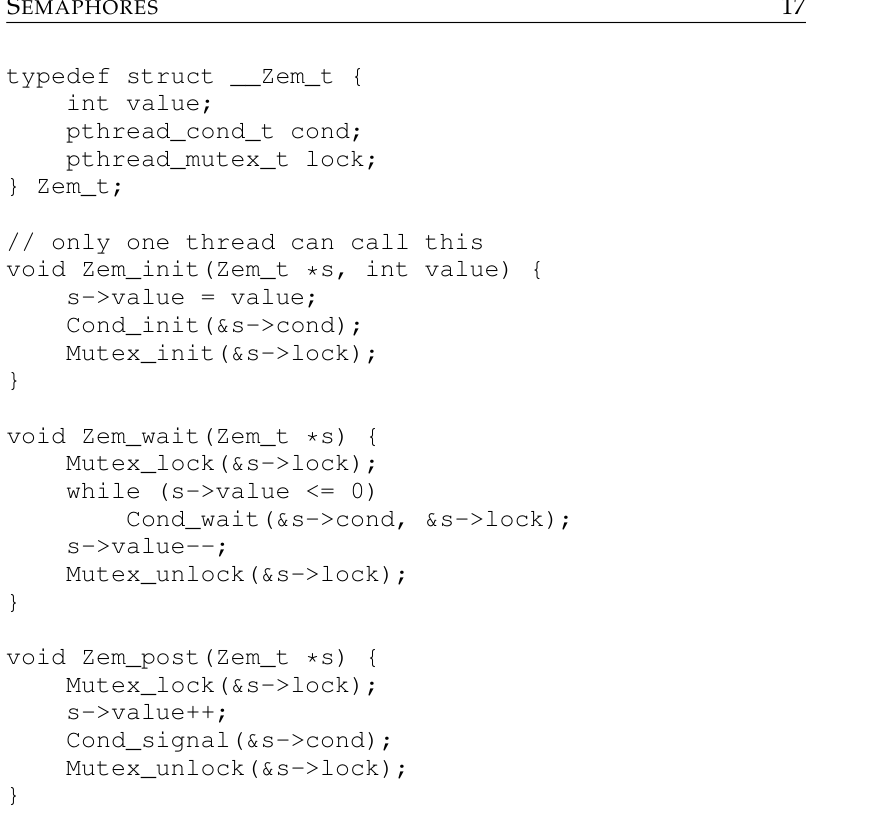 SEMAPHORES 17
typedef struct __Zem_t {
    int value;
    pthread_cond_t cond;
    pthread_mutex_t lock;
} Zem_t;

// only one thread can call this
void Zem_init(Zem_t *s, int value) {
    s->value = value;
    Cond_init(&s->cond);
    Mutex_init(&s->lock);
}

void Zem_wait(Zem_t *s) {
    Mutex_lock(&s->lock);
    while (s->value <= 0)
        Cond_wait(&s->cond, &s->lock);
    s->value--;
    Mutex_unlock(&s->lock);
}

void Zem_post(Zem_t *s) {
    Mutex_lock(&s->lock);
    s->value++;
    Cond_signal(&s->cond);
    Mutex_unlock(&s->lock);
}